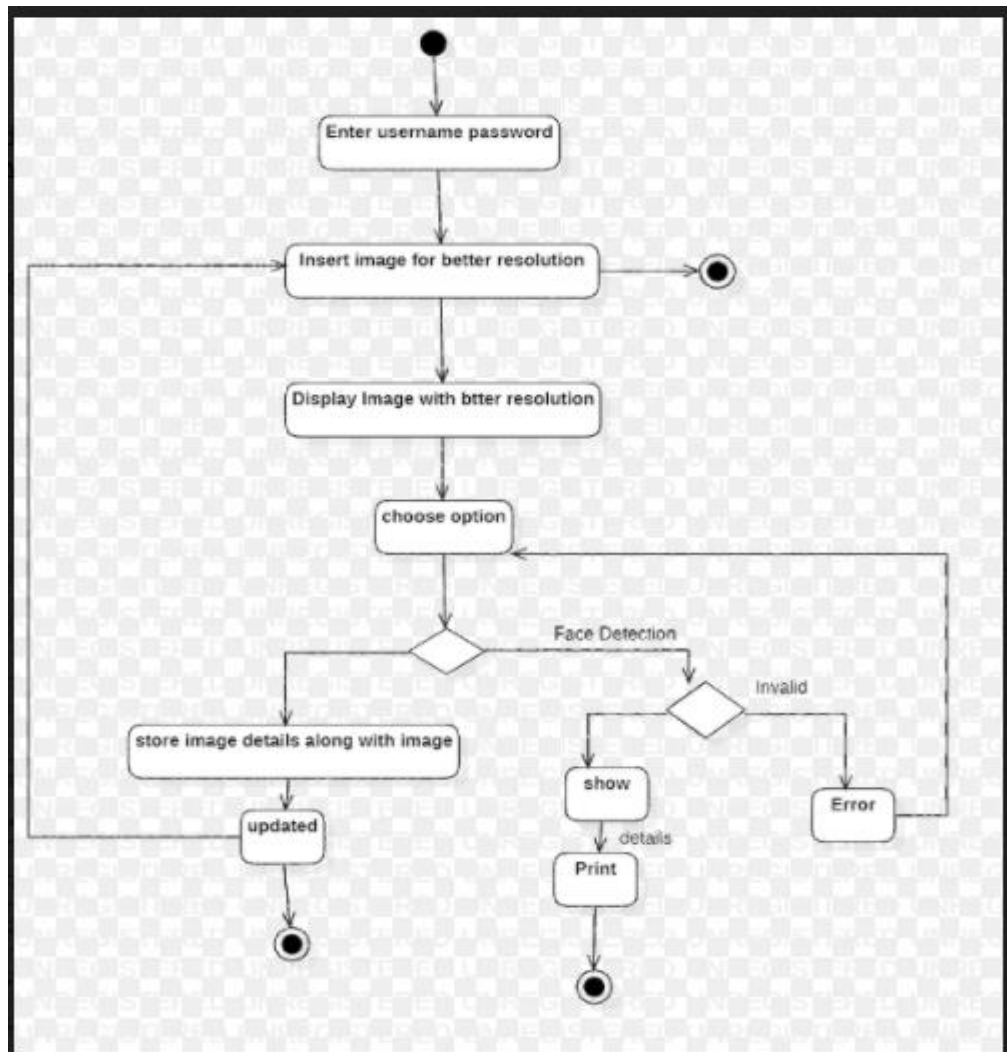 Enter username password
Insert image for better resolution
Display Image with btter resolution
choose option
Face Detection
Invalid
store image details along with image
show
Error
updated
details
Print